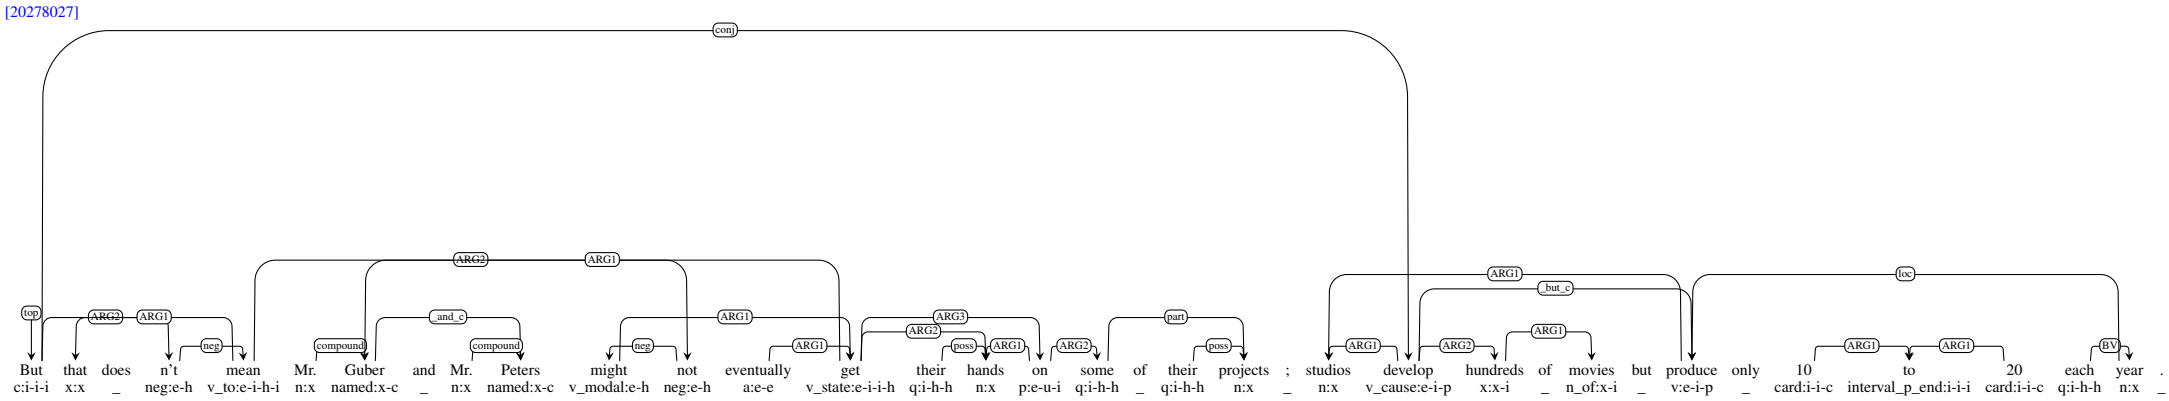 [20278027]
conj
ARG2 ARG1
ARG1 loc
_but_c
top ARG2 ARG1 _and_c ARG1 ARG3 part
ARG2 ARG1
neg compound compound neg ARG1 poss ARG1 ARG2 poss ARG1 ARG2 ARG1 ARG1 BV
But that does n't mean Mr. Guber and Mr. Peters might not eventually get their hands on some of their projects ; studios develop hundreds of movies but produce only 10 to 20 each year .
c:i-i-i x:x _ neg:e-h v_to:e-i-h-i n:x named:x-c _ n:x named:x-c v_modal:e-h neg:e-h a:e-e v_state:e-i-i-h q:i-h-h n:x p:e-u-i q:i-h-h _ q:i-h-h n:x _ n:x v_cause:e-i-p x:x-i _ n_of:x-i _ v:e-i-p _ card:i-i-c interval_p_end:i-i-i card:i-i-c q:i-h-h n:x _